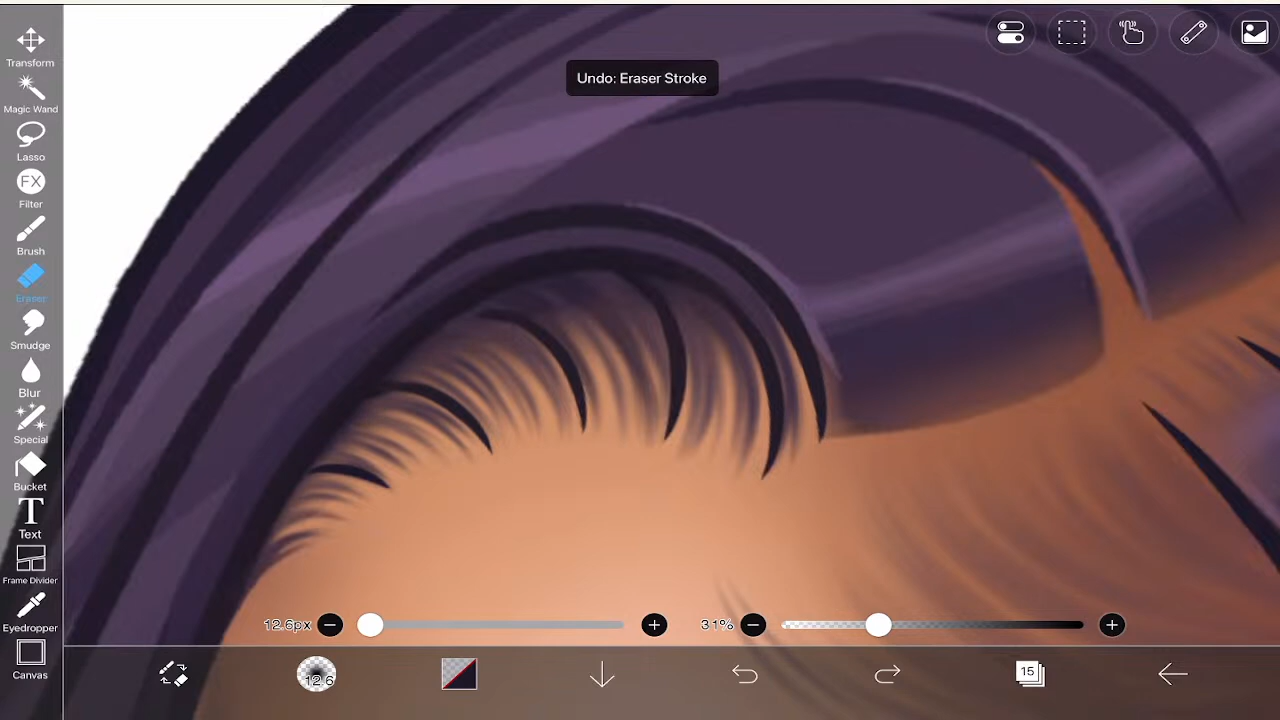 Transform
Magic Wand
Lasso
FX
Filter
Brush
Eraser
Smudge
Blur
Special
Bucket
T
Text
Frame Divider
Eyedropper
Canvas
Undo: Eraser Stroke
12.6px
31%
12.6
15